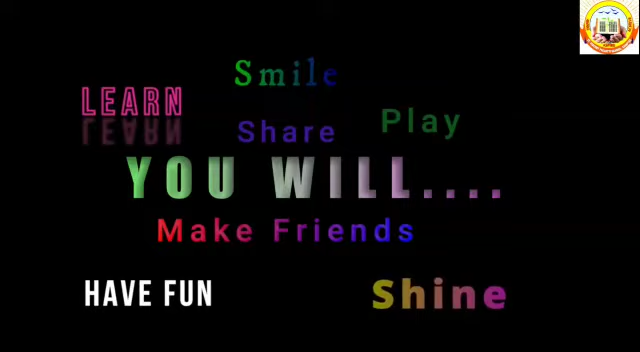 Smile
LEARN
Share
Play
YOU WILL....
Make Friends
HAVE FUN
Shine